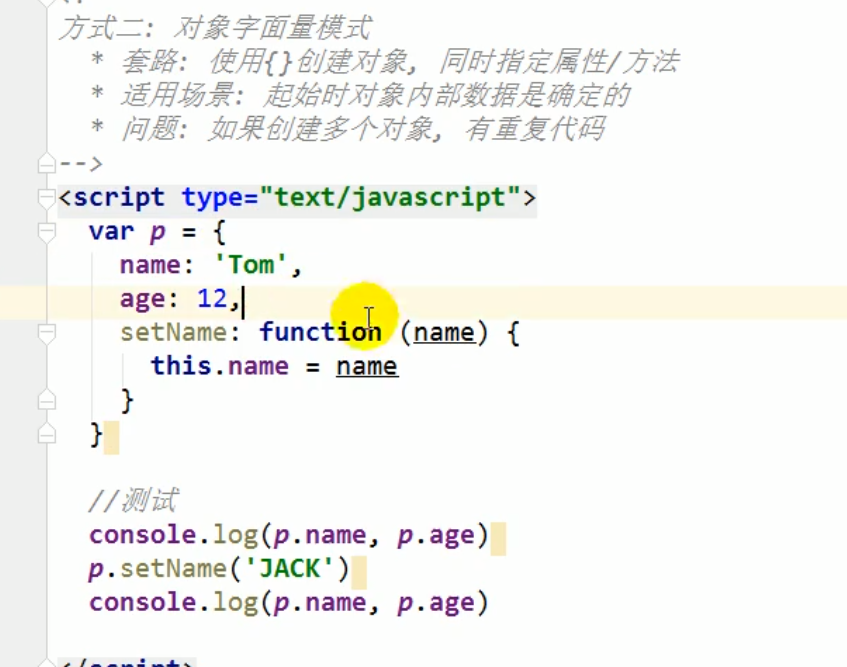 方式二: 对象字面量模式
* 套路: 使用{}创建对象, 同时指定属性/方法
* 适用场景: 起始时对象内部数据是确定的
* 问题: 如果创建多个对象, 有重复代码
-->
<script type="text/javascript">
var p = {
name: 'Tom',
age: 12,
setName: function (name) {
this.name = name
}
}
//测试
console.log(p.name, p.age)
p.setName('JACK')
console.log(p.name, p.age)
</script>